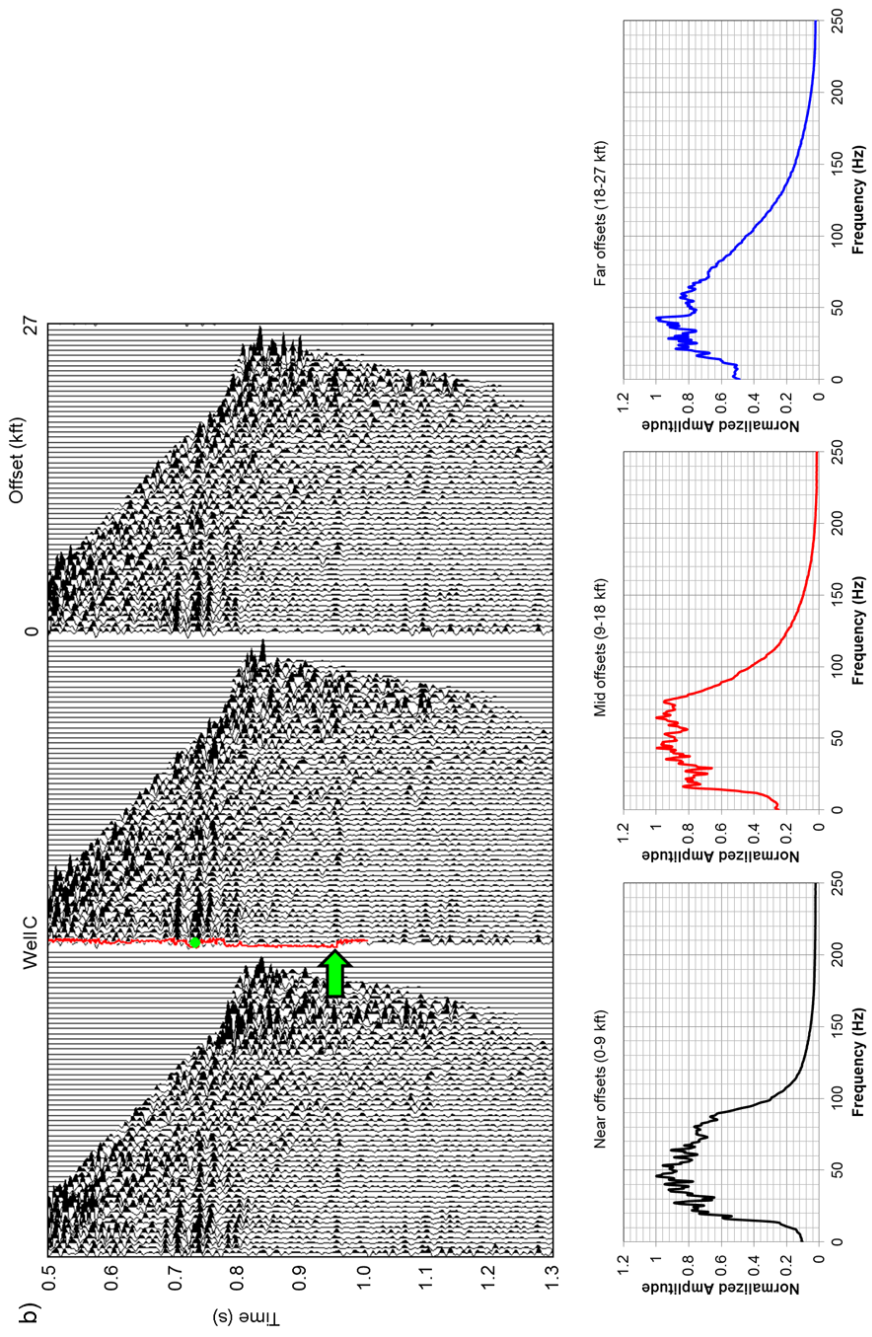 b)
Well C
Offset (kft)
0
27
Time (s)
0.5
0.6
0.7
0.8
0.9
1.0
1.1
1.2
1.3
Near offsets (0-9 kft)
Normalized Amplitude
1.2
1
0.8
0.6
0.4
0.2
0
0 50 100 150 200 250
Frequency (Hz)
Mid offsets (9-18 kft)
Normalized Amplitude
1.2
1
0.8
0.6
0.4
0.2
0
0 50 100 150 200 250
Frequency (Hz)
Far offsets (18-27 kft)
Normalized Amplitude
1.2
1
0.8
0.6
0.4
0.2
0
0 50 100 150 200 250
Frequency (Hz)